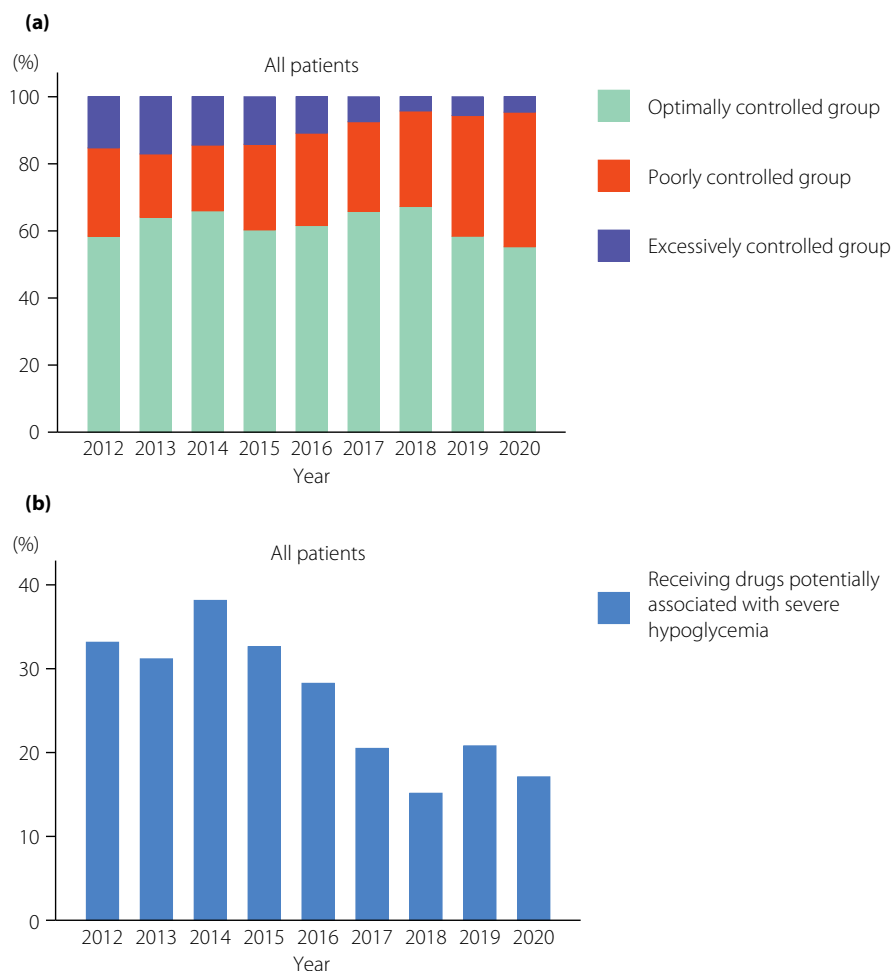 (a)
(%)
All patients
100
80
60
40
20
0
2012 2013 2014 2015 2016 2017 2018 2019 2020
Year
Optimally controlled group
Poorly controlled group
Excessively controlled group
(b)
(%)
All patients
40
30
20
10
0
2012 2013 2014 2015 2016 2017 2018 2019 2020
Year
Receiving drugs potentially
associated with severe
hypoglycemia